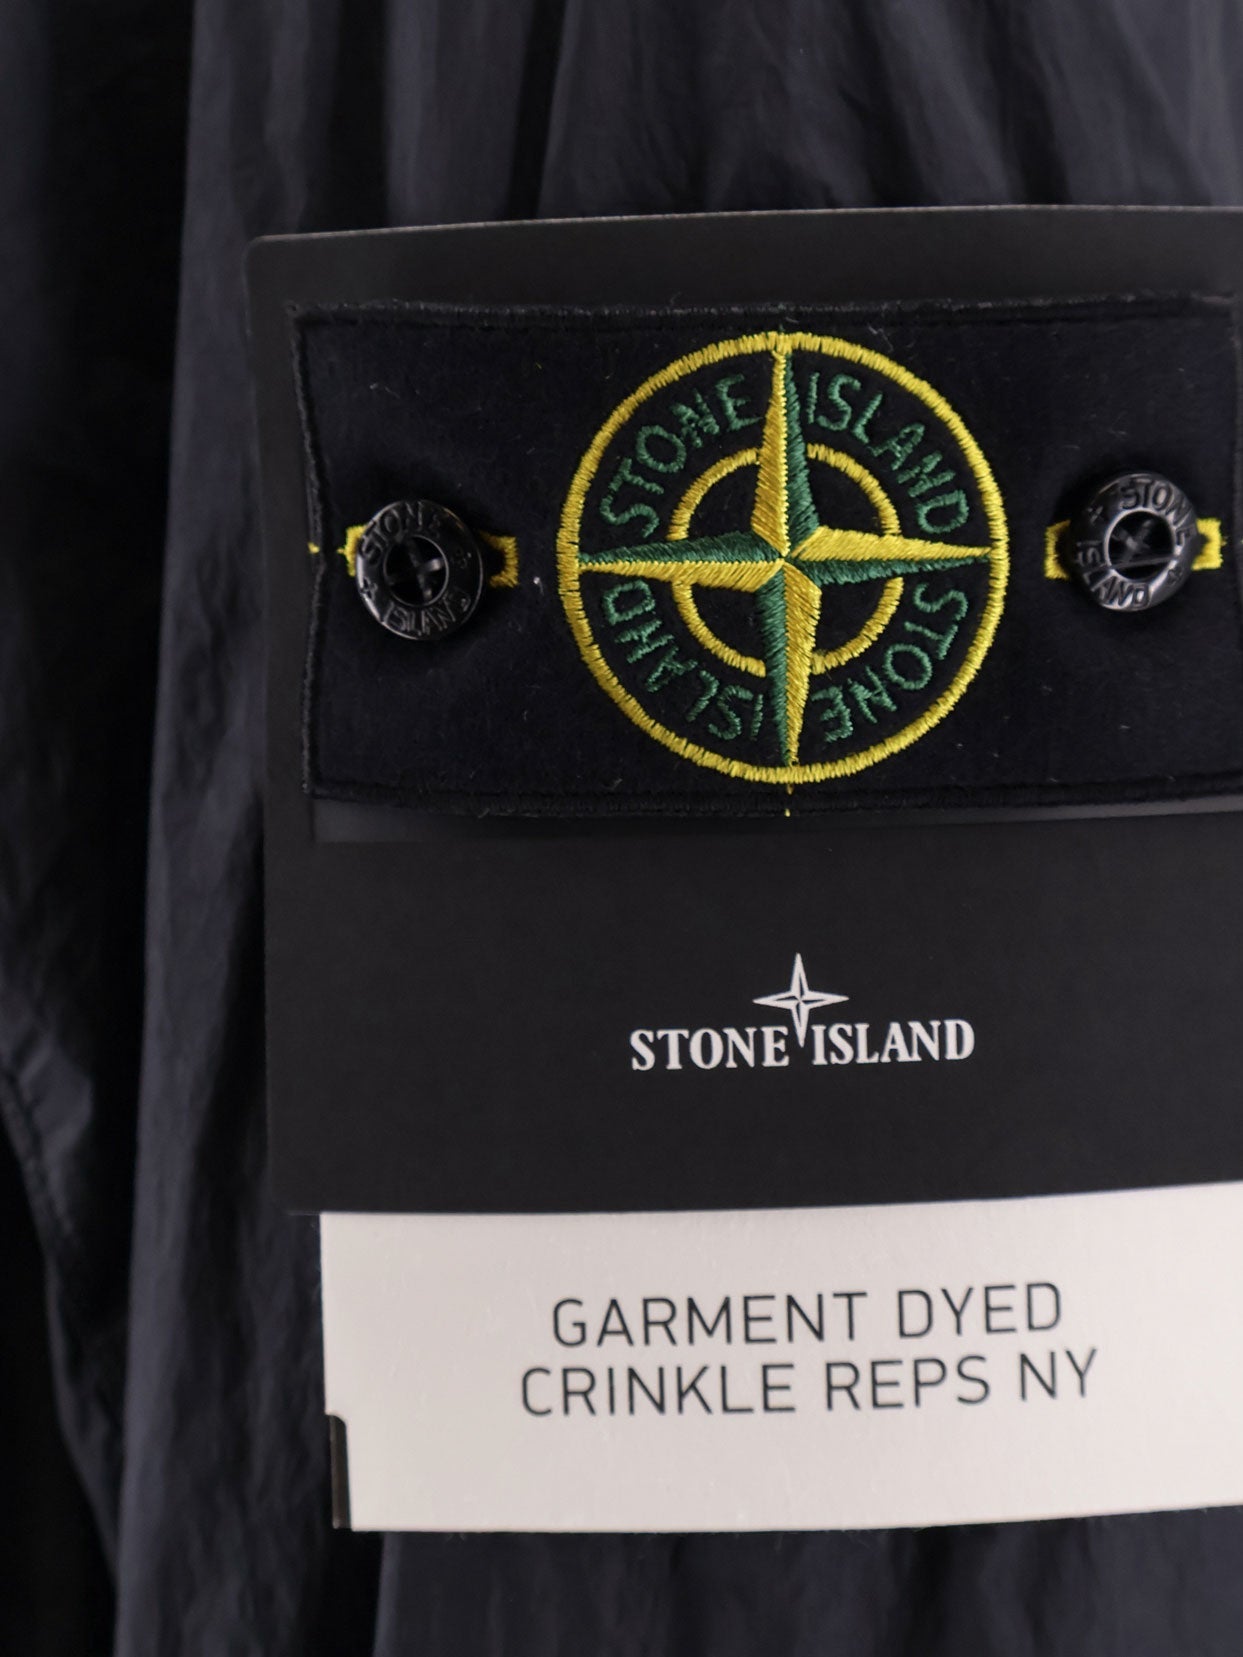 STONE ISLAND
STONE ISLAND
STONE ISLAND
STONE ISLAND
STONE ISLAND
GARMENT DYED
CRINKLE REPS NY